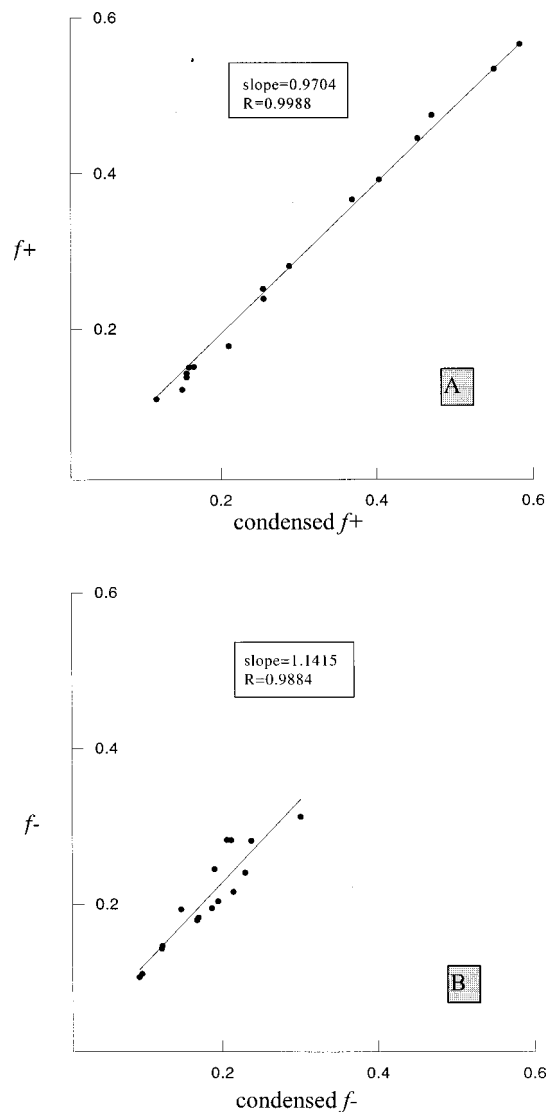 0.6
slope=0.9704
R=0.9988
0.4
f+
0.2
A
0.2
0.4
0.6
condensed f+
0.6
slope=1.1415
R=0.9884
0.4
f-
0.2
B
0.2
0.4
0.6
condensed f-